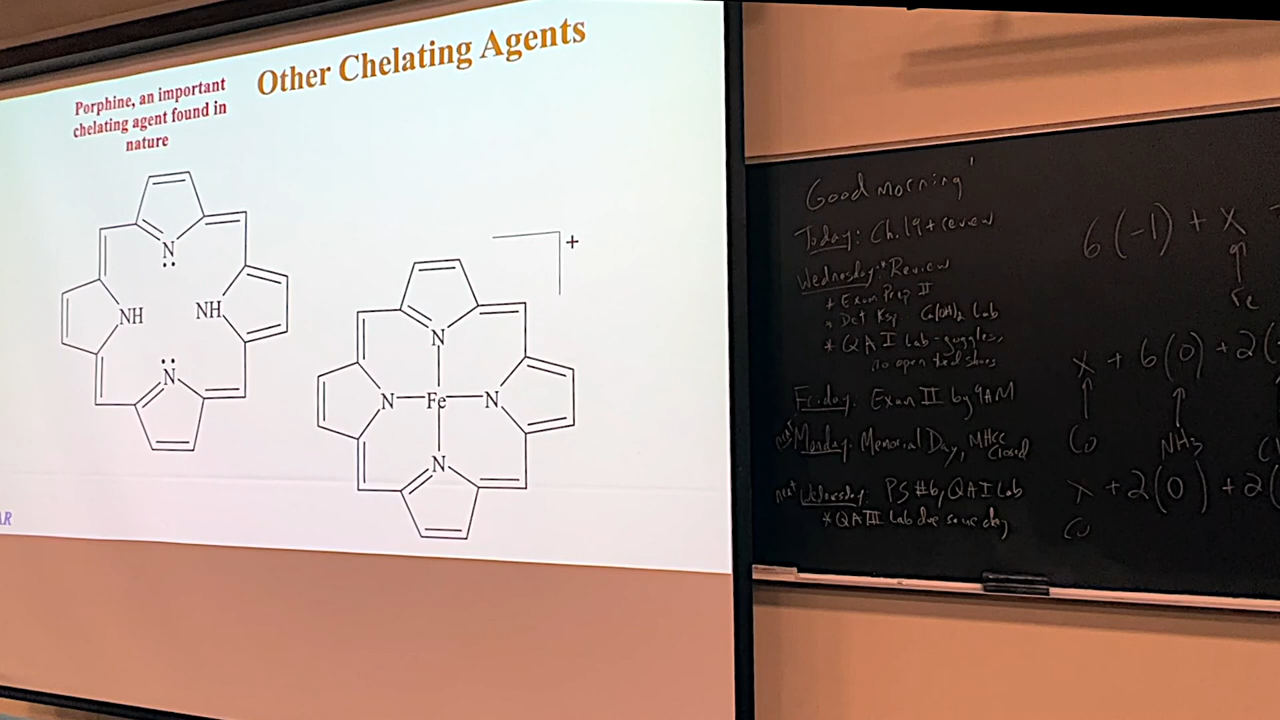 Other Chelating Agents
Porphine, an important
chelating agent found in
nature
N
NH
NH
N
+
N
N
Fe
N
N
AR
Good morning!
Today: Ch. 19 + review
Wednesday: * Review
+ Exam Prep II
* Det Ksp Ca(OH)₂ Lab
* QA I Lab - goggles,
no open toed shoes
Friday: Exam II by 9AM
next Monday: Memorial Day, MHCC
Closed
next Wednesday: PS #6, QA I Lab
* QA III Lab due same day
6(-1) + x
Fe
x + 6(0) + 2(
Co
NH₃
x + 2(0) + 2(